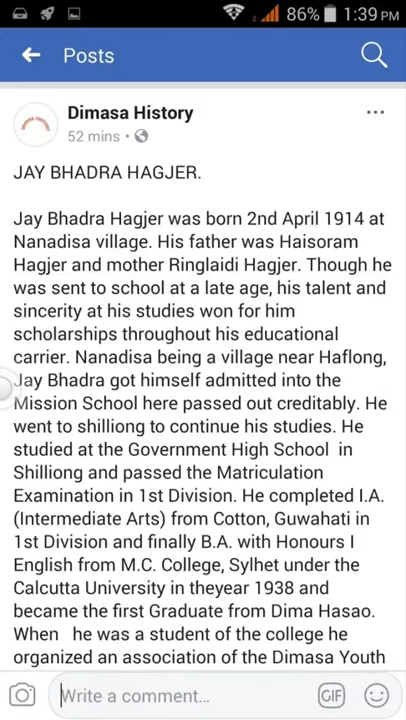 2 86% 1:39 PM
Posts
Dimasa History
52 mins
JAY BHADRA HAGJER.
Jay Bhadra Hagjer was born 2nd April 1914 at
Nanadisa village. His father was Haisoram
Hagjer and mother Ringlaidi Hagjer. Though he
was sent to school at a late age, his talent and
sincerity at his studies won for him
scholarships throughout his educational
carrier. Nanadisa being a village near Haflong,
Jay Bhadra got himself admitted into the
Mission School here passed out creditably. He
went to shilliong to continue his studies. He
studied at the Government High School in
Shilliong and passed the Matriculation
Examination in 1st Division. He completed I.A.
(Intermediate Arts) from Cotton, Guwahati in
1st Division and finally B.A. with Honours I
English from M.C. College, Sylhet under the
Calcutta University in theyear 1938 and
became the first Graduate from Dima Hasao.
When he was a student of the college he
organized an association of the Dimasa Youth
Write a comment...
GIF